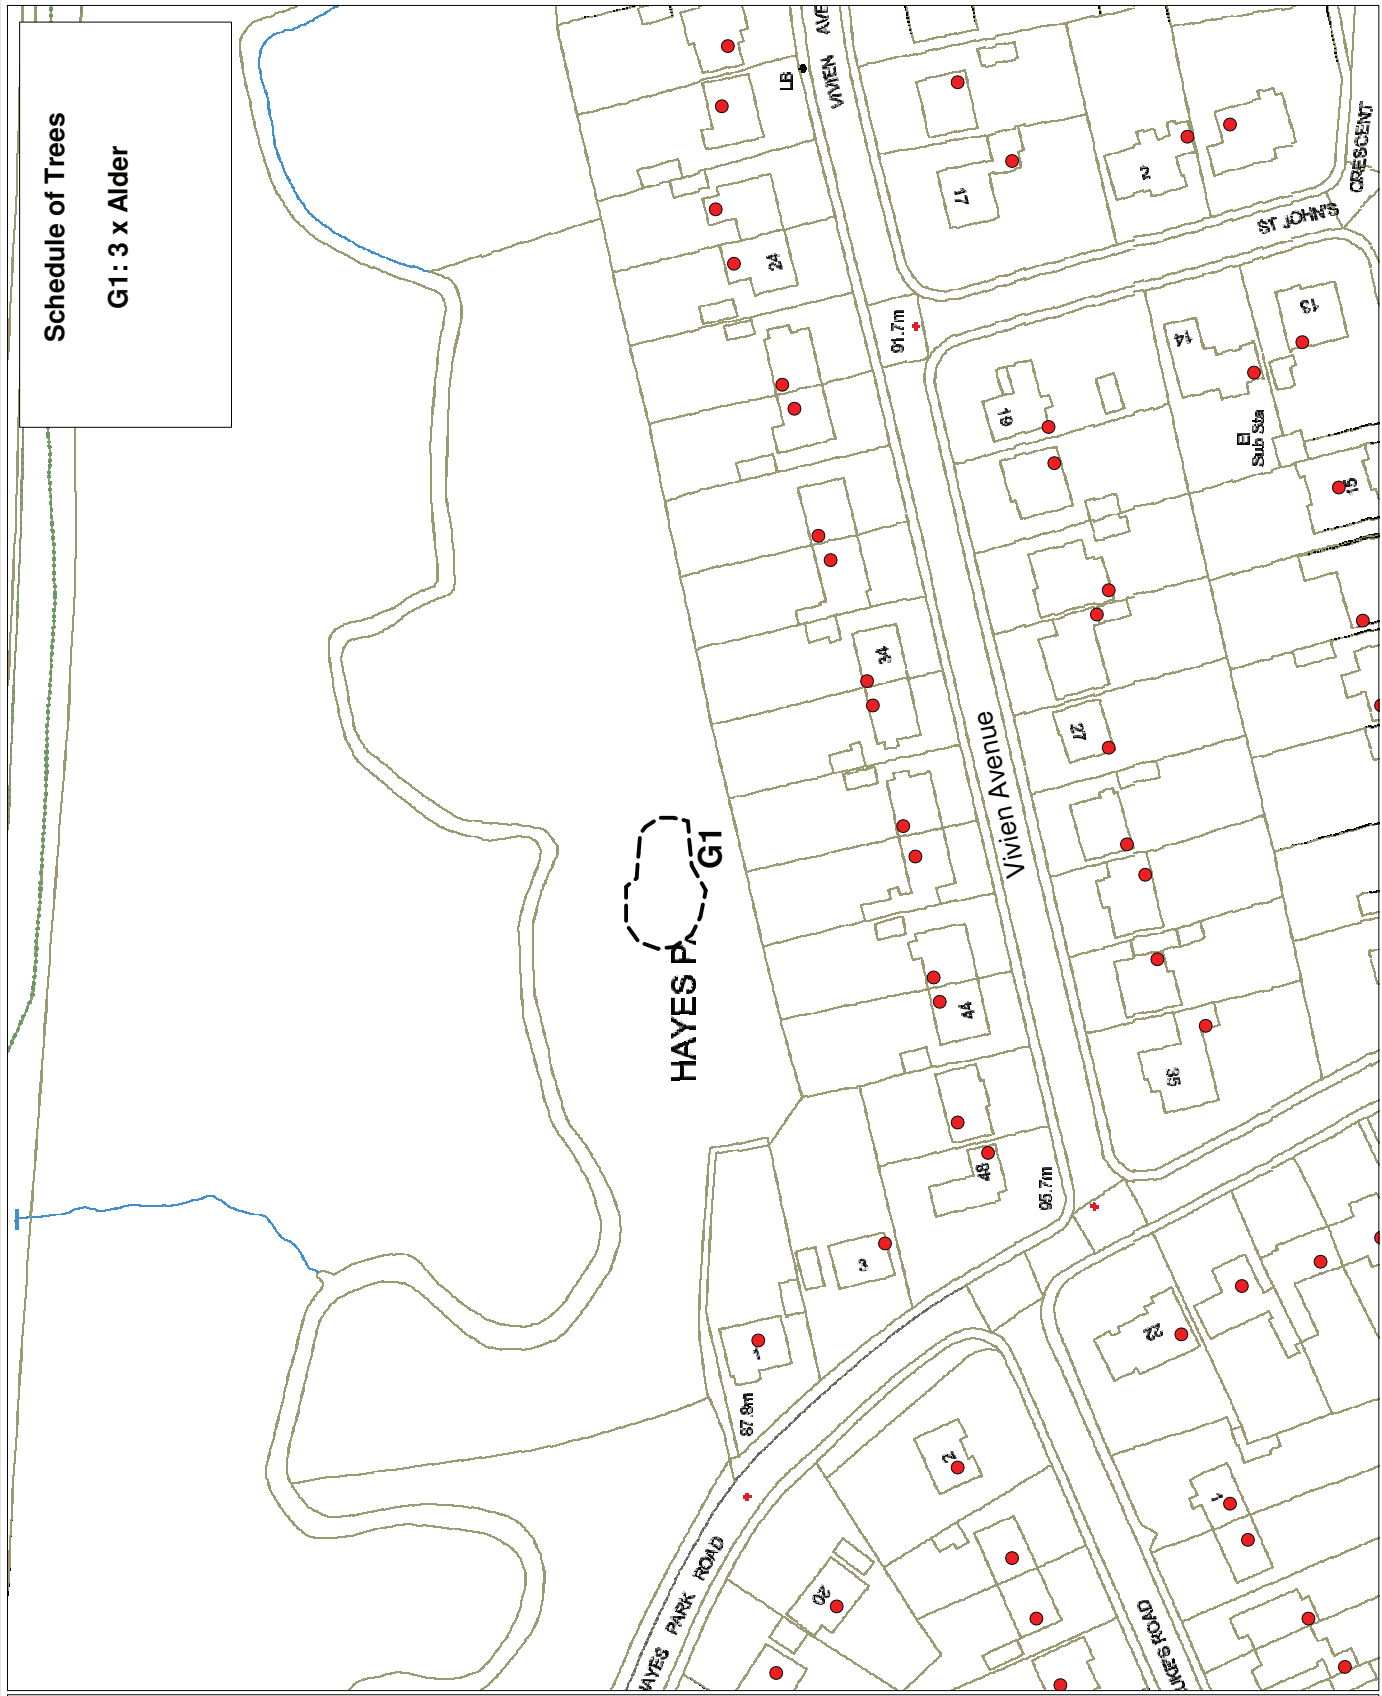 Schedule of Trees
G1: 3 x Alder
VIVIEN AVE
LB
17
2
CRESCENT
ST JOHN'S
24
91.7m
13
14
19
El
Sub Sta
15
34
27
Vivien Avenue
G1
HAYES
44
35
48
95.7m
3
1
22
87.8m
2
1
20
HAYES PARK ROAD
ROAD